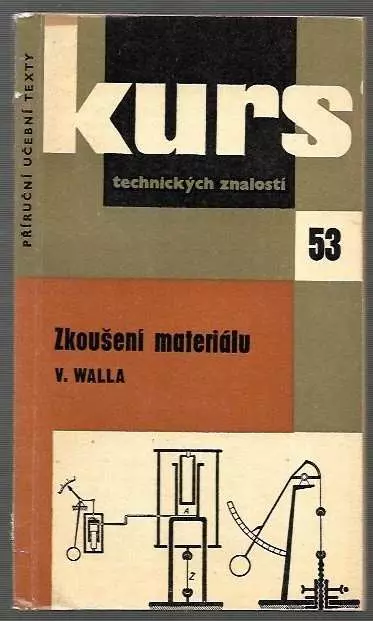 PŘÍRUČNÍ UČEBNÍ TEXTY
kurs
technických znalostí
53
Zkoušení materiálu
V. WALLA
A
Z